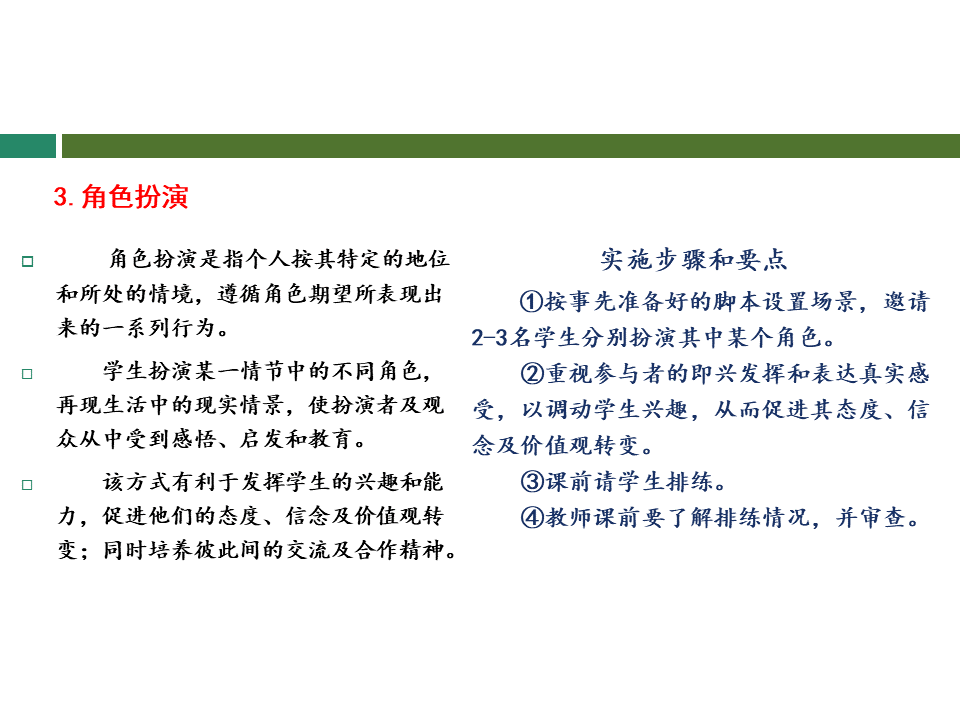 3.角色扮演
角色扮演是指个人按其特定的地位
和所处的情境，遵循角色期望所表现出
来的一系列行为。
学生扮演某一情节中的不同角色，
再现生活中的现实情景，使扮演者及观
众从中受到感悟、启发和教育。
该方式有利于发挥学生的兴趣和能
力，促进他们的态度、信念及价值观转
变；同时培养彼此间的交流及合作精神。
实施步骤和要点
①按事先准备好的脚本设置场景，邀请
2-3名学生分别扮演其中某个角色。
②重视参与者的即兴发挥和表达真实感
受，以调动学生兴趣，从而促进其态度、信
念及价值观转变。
③课前请学生排练。
④教师课前要了解排练情况，并审查。